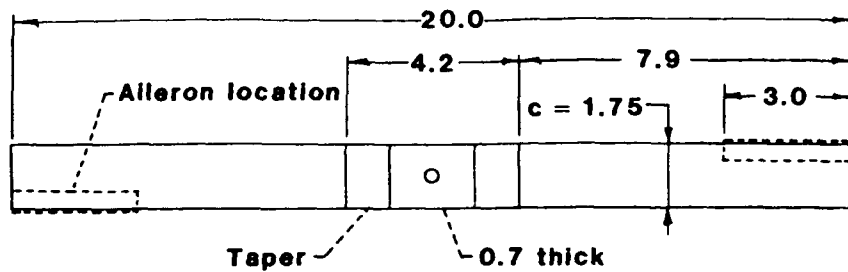 20.0
4.2
7.9
Aileron location
c = 1.75
3.0
Taper
0.7 thick